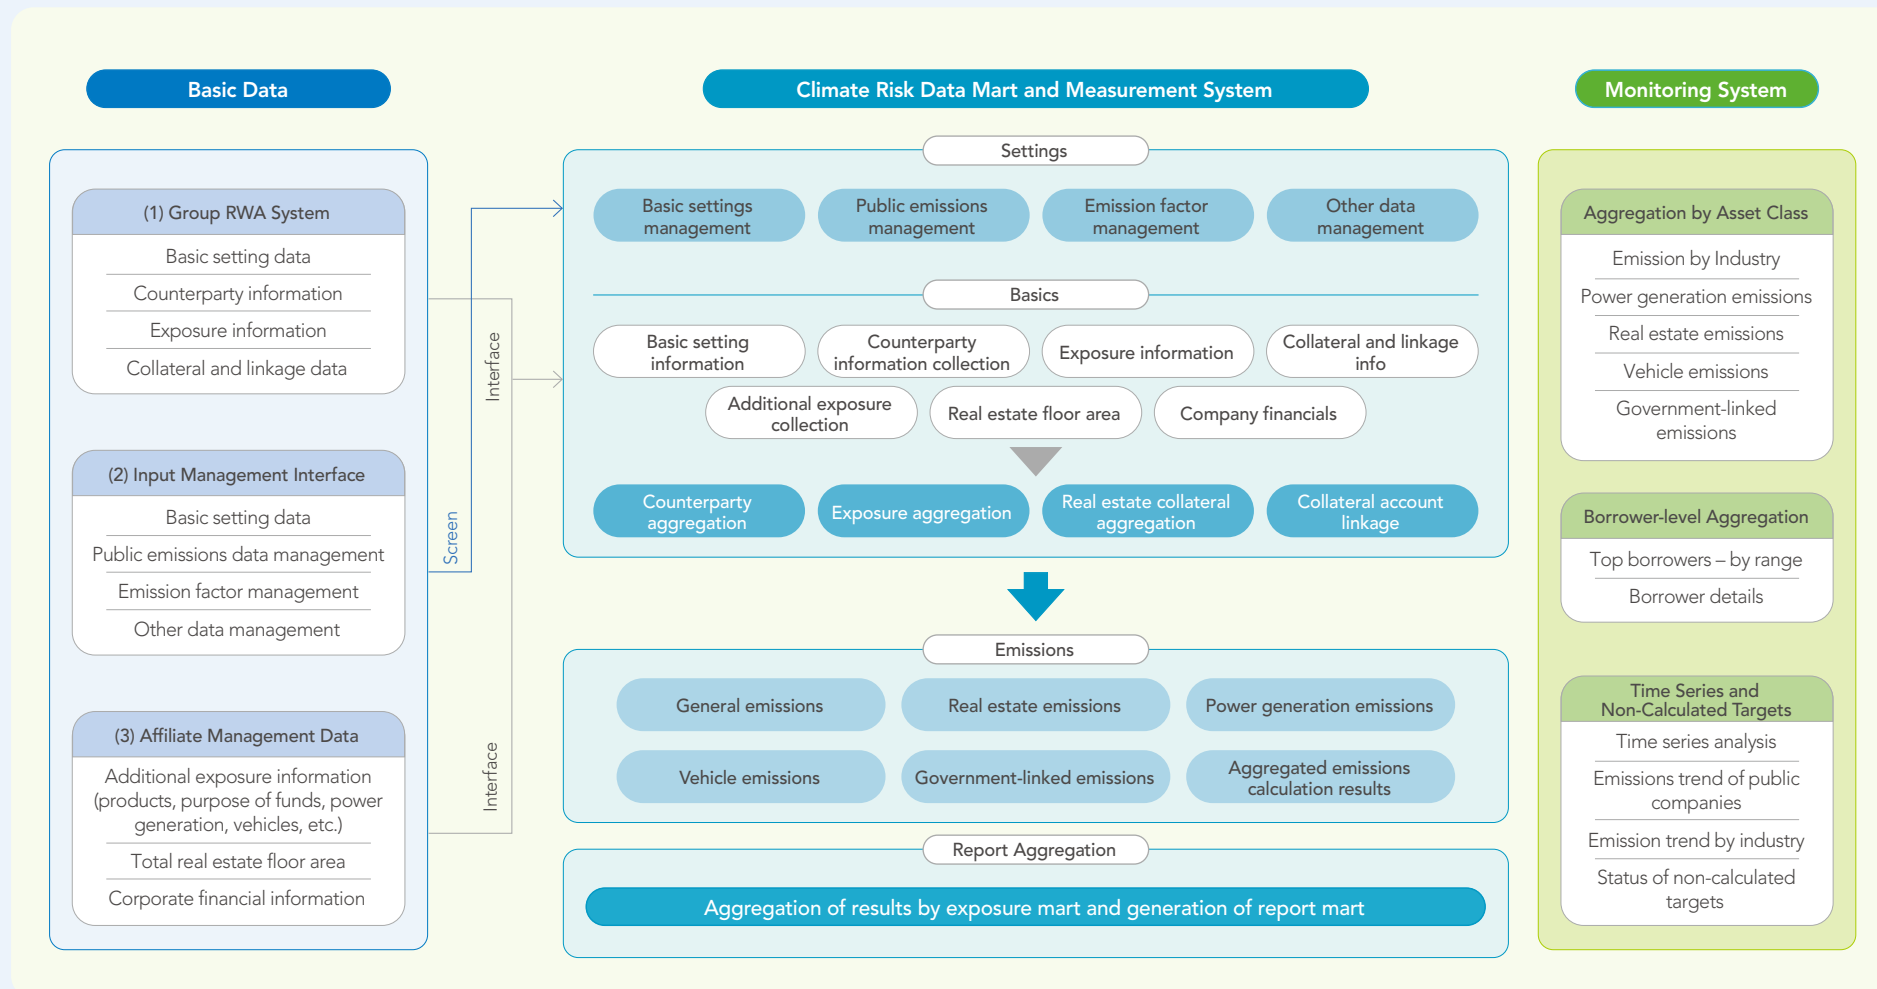 Basic Data
(1) Group RWA System
Basic setting data
Counterparty information
Exposure information
Collateral and linkage data
(2) Input Management Interface
Basic setting data
Public emissions data management
Emission factor management
Other data management
(3) Affiliate Management Data
Additional exposure information
(products, purpose of funds, power
generation, vehicles, etc.)
Total real estate floor area
Corporate financial information
Interface
Screen
Interface
Climate Risk Data Mart and Measurement System
Settings
Basic settings
management
Public emissions
management
Emission factor
management
Other data
management
Basics
Basic setting
information
Counterparty
information collection
Exposure information
Collateral and linkage
info
Additional exposure
collection
Real estate floor area
Company financials
Counterparty
aggregation
Exposure aggregation
Real estate collateral
aggregation
Collateral account
linkage
Emissions
General emissions
Real estate emissions
Power generation emissions
Vehicle emissions
Government-linked emissions
Aggregated emissions
calculation results
Report Aggregation
Aggregation of results by exposure mart and generation of report mart
Monitoring System
Aggregation by Asset Class
Emission by Industry
Power generation emissions
Real estate emissions
Vehicle emissions
Government-linked
emissions
Borrower-level Aggregation
Top borrowers – by range
Borrower details
Time Series and
Non-Calculated Targets
Time series analysis
Emissions trend of public
companies
Emission trend by industry
Status of non-calculated
targets